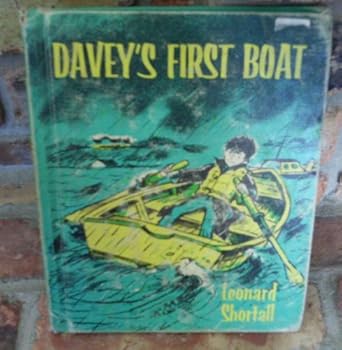 DAVEY'S FIRST BOAT
Leonard
Shortall